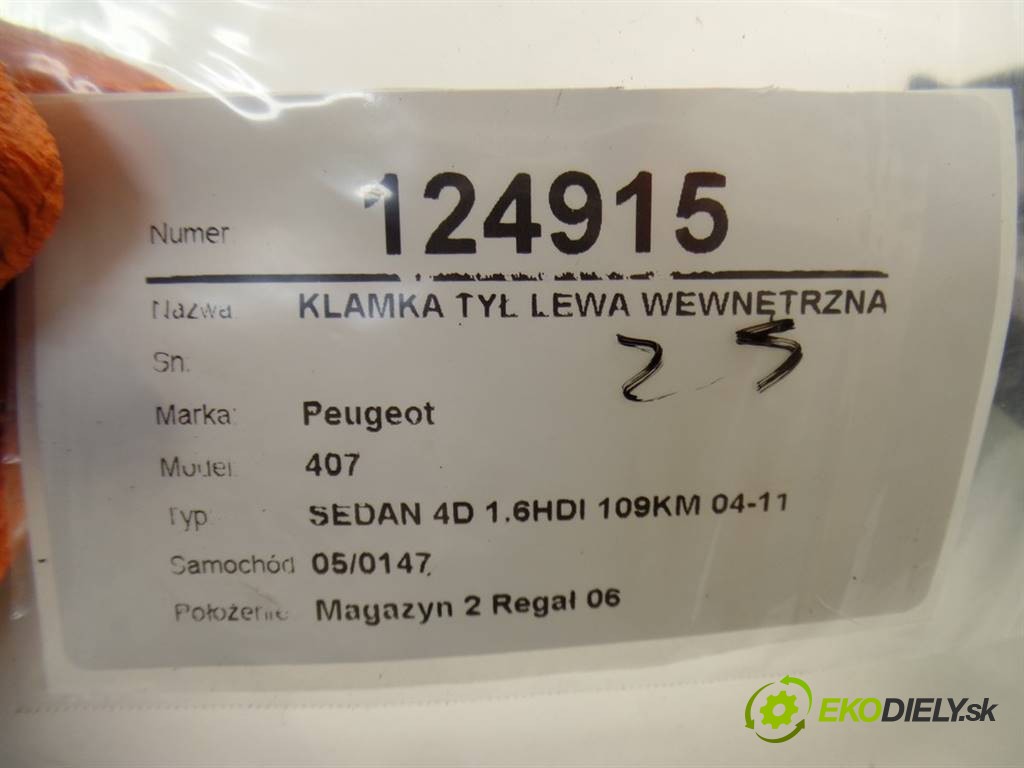 Numer 124915
Nazwa KLAMKA TYŁ LEWA WEWNĘTRZNA
25
Sn:
Marka: Peugeot
Model: 407
Typ: SEDAN 4D 1.6HDI 109KM 04-11
Samochód 05/0147,
Położenie: Magazyn 2 Regał 06
EKODIELY.sk